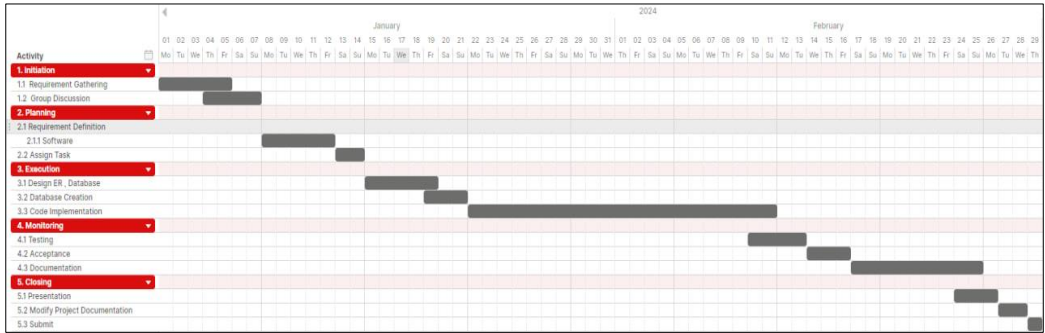 2024
January February
01 02 03 04 05 06 07 08 09 10 11 12 13 14 15 16 17 18 19 20 21 22 23 24 25 26 27 28 29 30 31 01 02 03 04 05 06 07 08 09 10 11 12 13 14 15 16 17 18 19 20 21 22 23 24 25 26 27 28 29
Activity Mo Tu We Th Fr Sa Su Mo Tu We Th Fr Sa Su Mo Tu We Th Fr Sa Su Mo Tu We Th Fr Sa Su Mo Tu We Th Fr Sa Su Mo Tu We Th Fr Sa Su Mo Tu We Th Fr Sa Su Mo Tu We Th Fr Sa Su Mo Tu We Th
1. Initiation
1.1 Requirement Gathering
1.2 Group Discussion
2. Planning
2.1 Requirement Definition
2.1.1 Software
2.2 Assign Task
3. Execution
3.1 Design ER , Database
3.2 Database Creation
3.3 Code Implementation
4. Monitoring
4.1 Testing
4.2 Acceptance
4.3 Documentation
5. Closing
5.1 Presentation
5.2 Modify Project Documentation
5.3 Submit